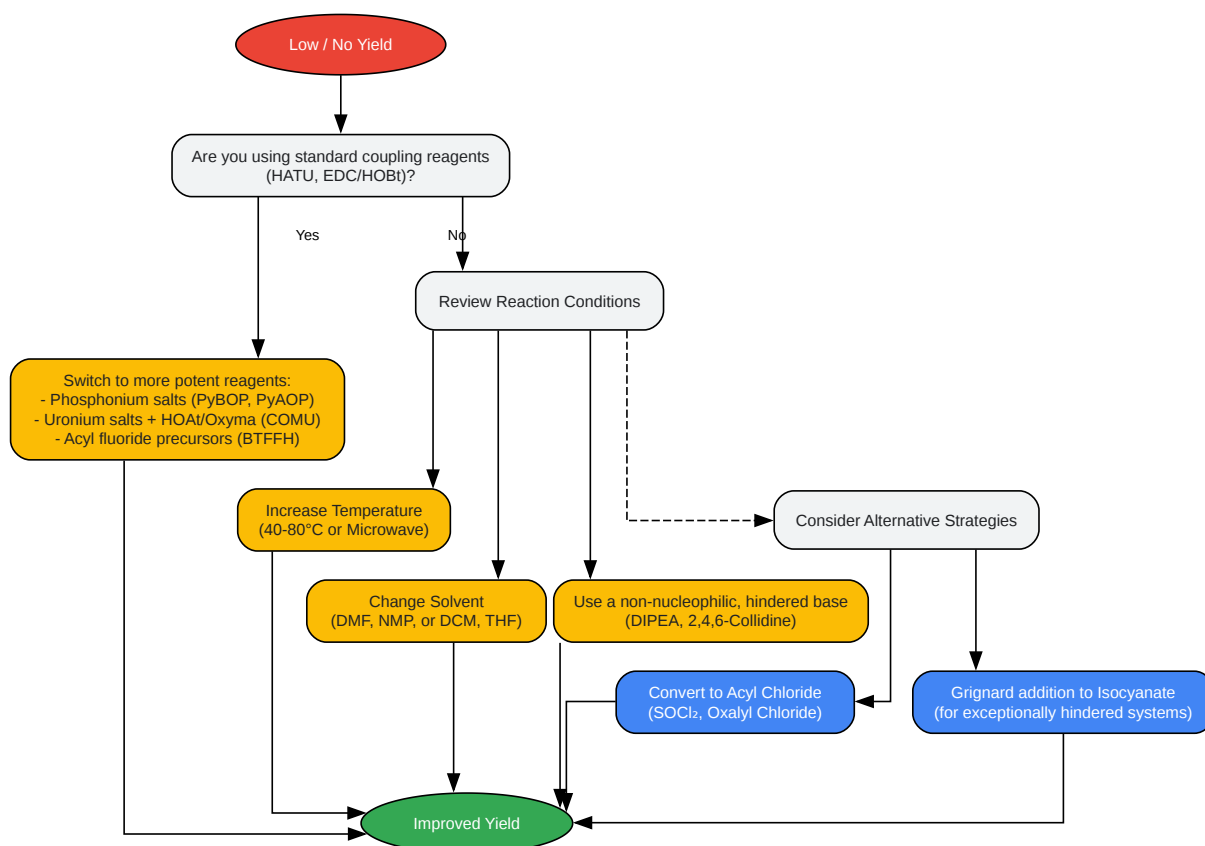 Low / No Yield
Are you using standard coupling reagents
(HATU, EDC/HOBt)?
Yes
No
Review Reaction Conditions
Switch to more potent reagents:
- Phosphonium salts (PyBOP, PyAOP)
- Uronium salts + HOAt/Oxyma (COMU)
- Acyl fluoride precursors (BTFFH)
Increase Temperature
(40-80°C or Microwave)
Consider Alternative Strategies
Change Solvent
(DMF, NMP, or DCM, THF)
Use a non-nucleophilic, hindered base
(DIPEA, 2,4,6-Collidine)
Convert to Acyl Chloride
(SOCl₂, Oxalyl Chloride)
Grignard addition to Isocyanate
(for exceptionally hindered systems)
Improved Yield